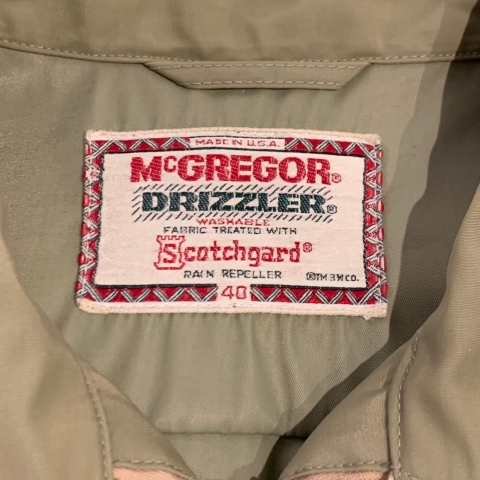 MADE IN U.S.A.
McGREGOR®
DRIZZLER®
WASHABLE
FABRIC TREATED WITH
Scotchgard®
RAIN REPELLER ®TM 3M CO.
40